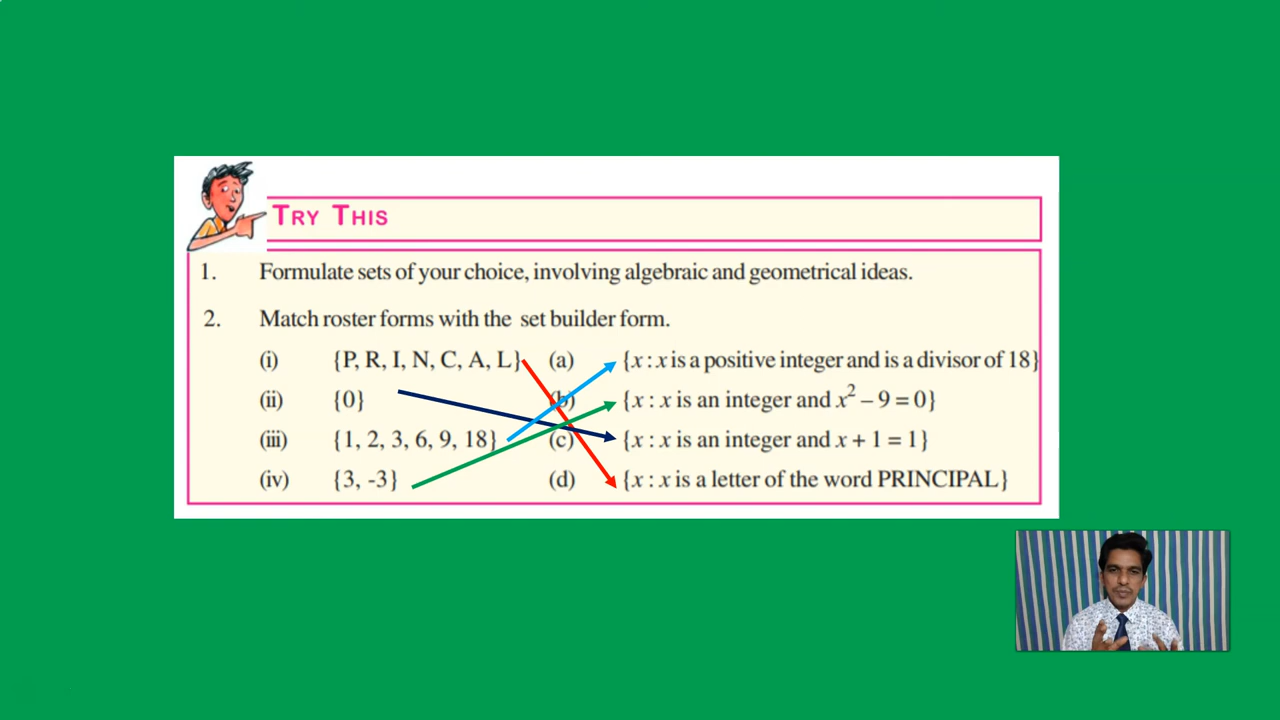 TRY THIS
1. Formulate sets of your choice, involving algebraic and geometrical ideas.
2. Match roster forms with the set builder form.
(i) {P, R, I, N, C, A, L} (a) {x : x is a positive integer and is a divisor of 18}
(ii) {0} (b) {x : x is an integer and x² – 9 = 0}
(iii) {1, 2, 3, 6, 9, 18} (c) {x : x is an integer and x + 1 = 1}
(iv) {3, -3} (d) {x : x is a letter of the word PRINCIPAL}